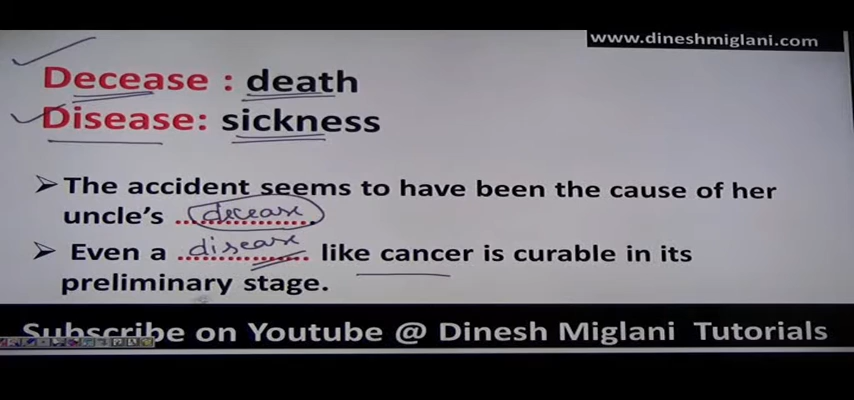 www.dineshmiglani.com
Decease : death
Disease: sickness
➢ The accident seems to have been the cause of her
uncle's ...decease....
➢ Even a ...disease... like cancer is curable in its
preliminary stage.
Subscribe on Youtube @ Dinesh Miglani Tutorials